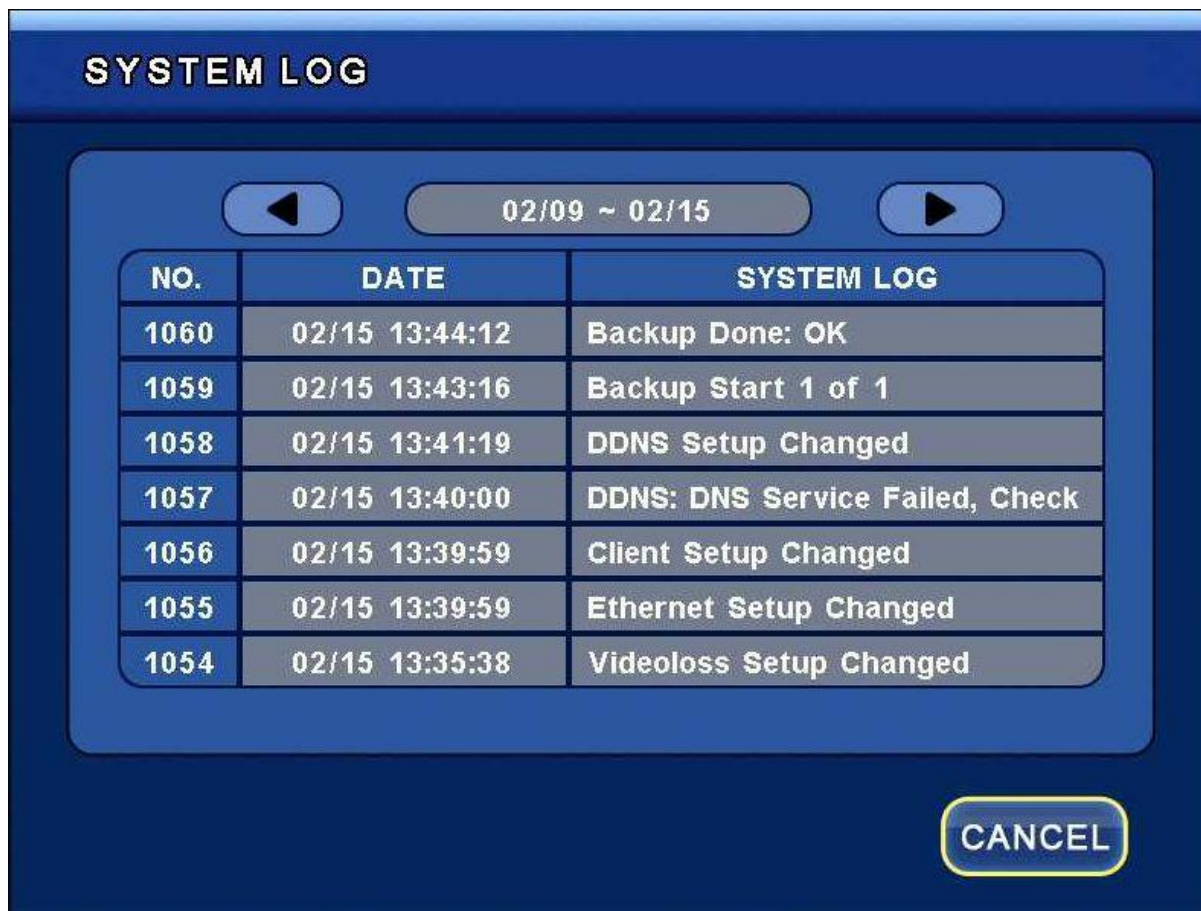 SYSTEM LOG
02/09 ~ 02/15
NO. DATE SYSTEM LOG
1060 02/15 13:44:12 Backup Done: OK
1059 02/15 13:43:16 Backup Start 1 of 1
1058 02/15 13:41:19 DDNS Setup Changed
1057 02/15 13:40:00 DDNS: DNS Service Failed, Check
1056 02/15 13:39:59 Client Setup Changed
1055 02/15 13:39:59 Ethernet Setup Changed
1054 02/15 13:35:38 Videoloss Setup Changed
CANCEL